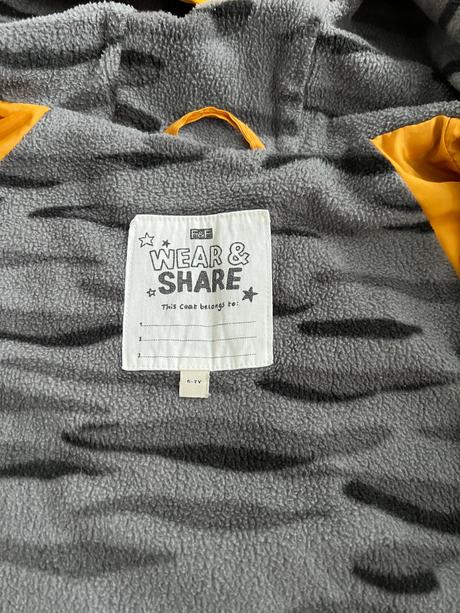 F&F
WEAR &
SHARE
This coat belongs to:
1.
2.
3.
6-7Y